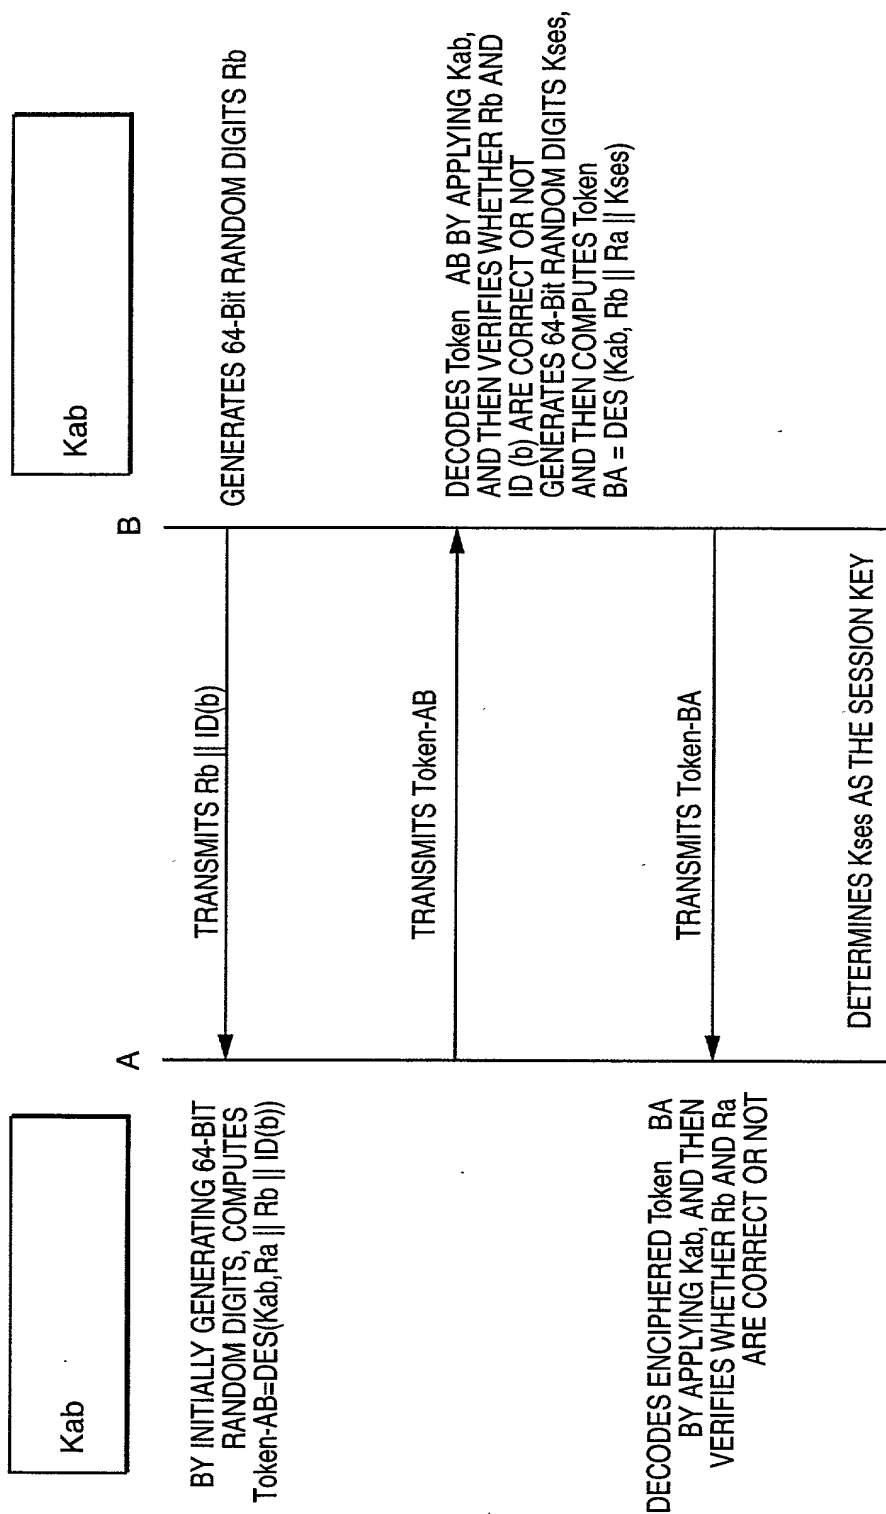 Kab
Kab
A
B
GENERATES 64-Bit RANDOM DIGITS Rb
TRANSMITS Rb || ID(b)
BY INITIALLY GENERATING 64-BIT
RANDOM DIGITS, COMPUTES
Token-AB=DES(Kab,Ra || Rb || ID(b))
TRANSMITS Token-AB
DECODES Token AB BY APPLYING Kab,
AND THEN VERIFIES WHETHER Rb AND
ID (b) ARE CORRECT OR NOT
GENERATES 64-Bit RANDOM DIGITS Kses,
AND THEN COMPUTES Token
BA = DES (Kab, Rb || Ra || Kses)
TRANSMITS Token-BA
DECODES ENCIPHERED Token BA
BY APPLYING Kab, AND THEN
VERIFIES WHETHER Rb AND Ra
ARE CORRECT OR NOT
DETERMINES Kses AS THE SESSION KEY